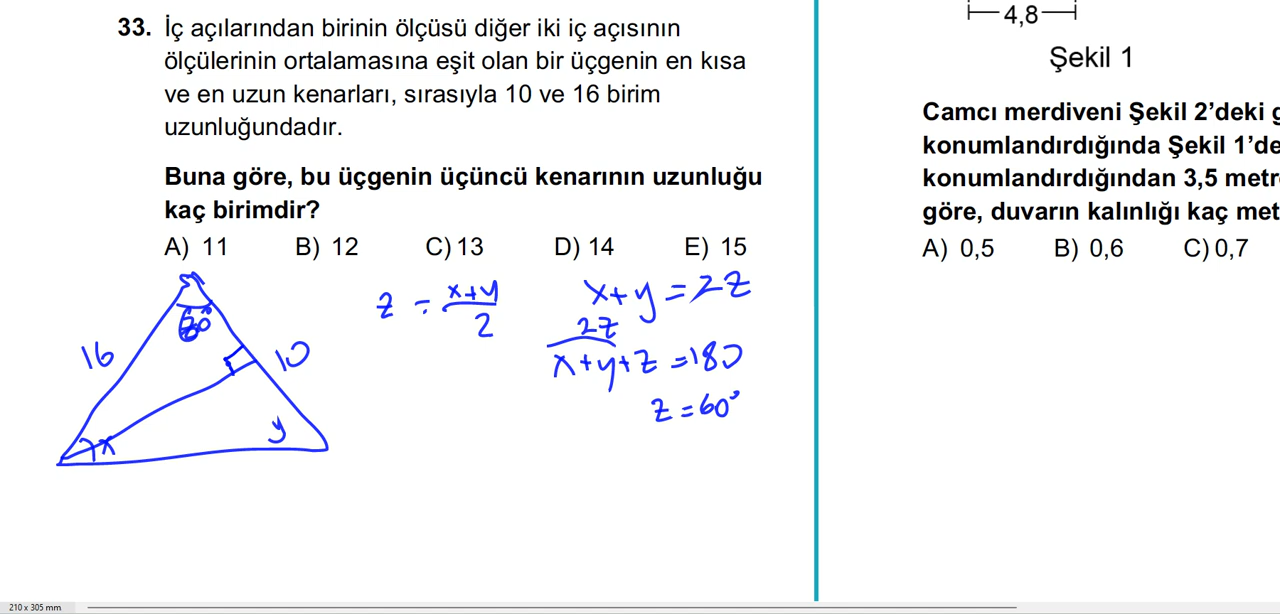 33. İç açılarından birinin ölçüsü diğer iki iç açısının
ölçülerinin ortalamasına eşit olan bir üçgenin en kısa
ve en uzun kenarları, sırasıyla 10 ve 16 birim
uzunluğundadır.
Buna göre, bu üçgenin üçüncü kenarının uzunluğu
kaç birimdir?
A) 11 B) 12 C) 13 D) 14 E) 15
60°
16
10
x
y
z = x+y
2
x+y=2z
2z
x+y+z=180
z=60°
4,8
Şekil 1
Camcı merdiveni Şekil 2’deki
konumlandırdığında Şekil 1’de
konumlandırdığından 3,5 metr
göre, duvarın kalınlığı kaç met
A) 0,5 B) 0,6 C) 0,7
210 x 305 mm